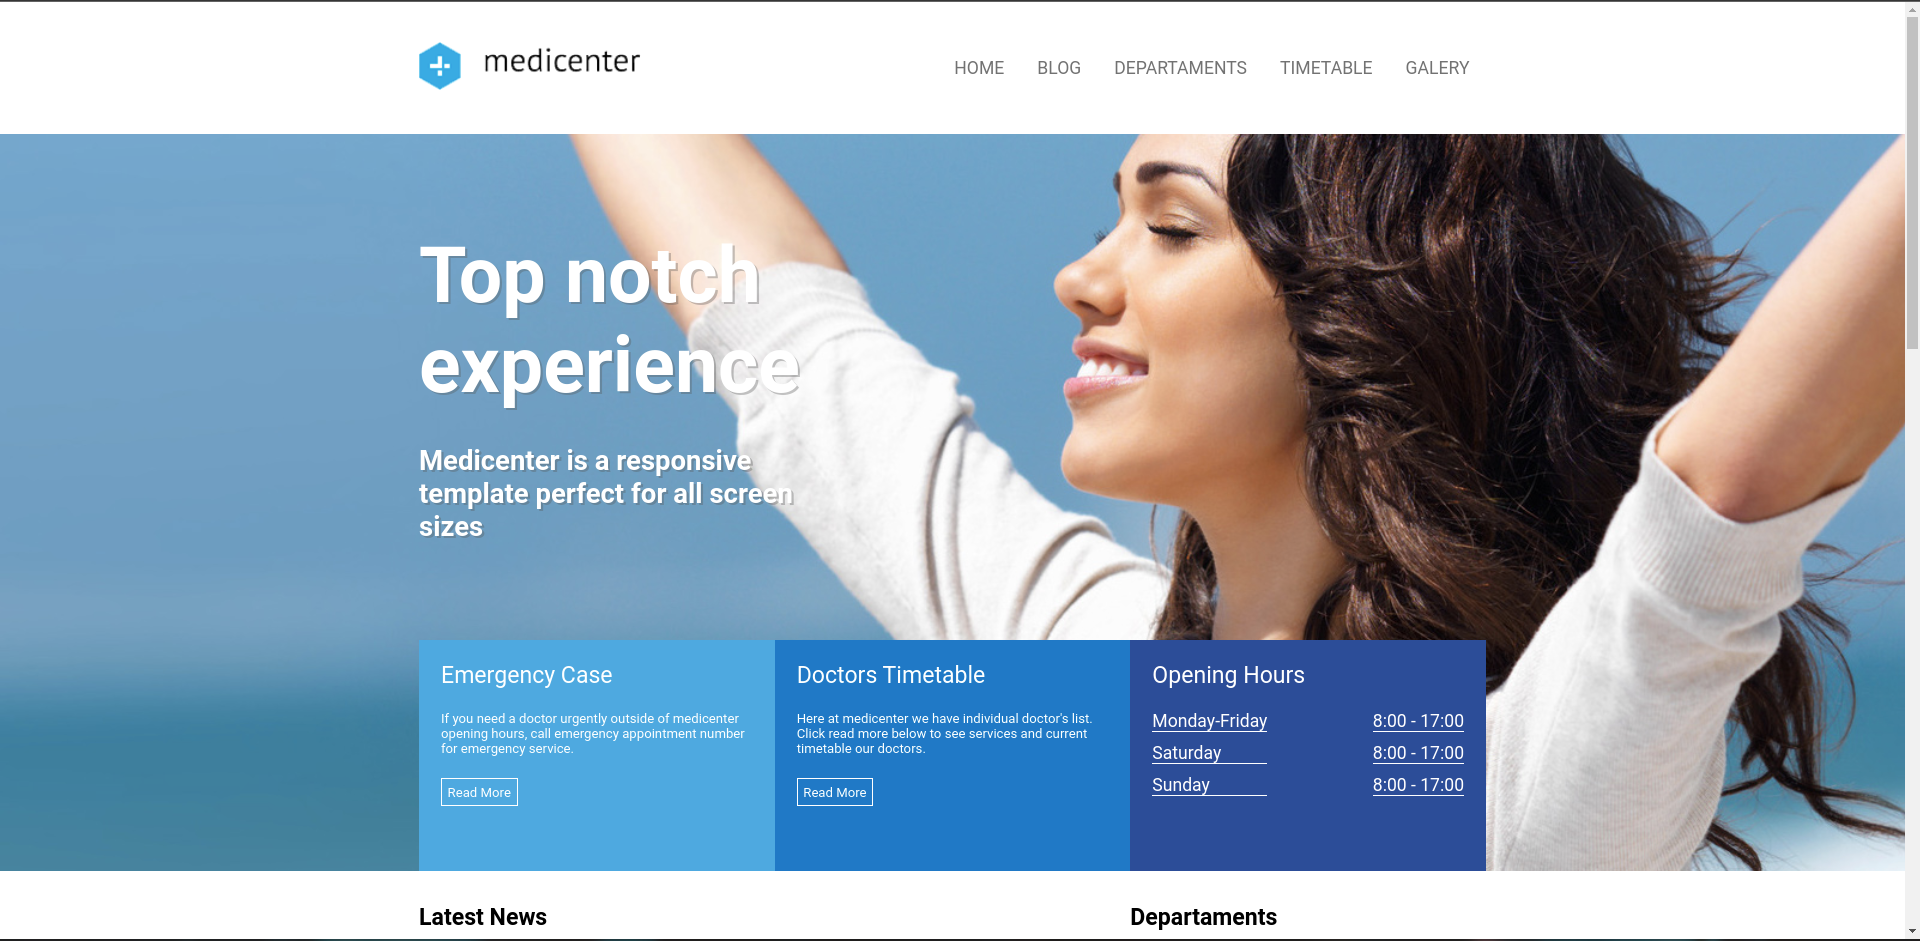 medicenter
HOME BLOG DEPARTAMENTS TIMETABLE GALERY
Top notch
experience
Medicenter is a responsive
template perfect for all screen
sizes
Emergency Case
If you need a doctor urgently outside of medicenter
opening hours, call emergency appointment number
for emergency service.
Read More
Doctors Timetable
Here at medicenter we have individual doctor's list.
Click read more below to see services and current
timetable our doctors.
Read More
Opening Hours
Monday-Friday 8:00 - 17:00
Saturday 8:00 - 17:00
Sunday 8:00 - 17:00
Latest News
Departaments